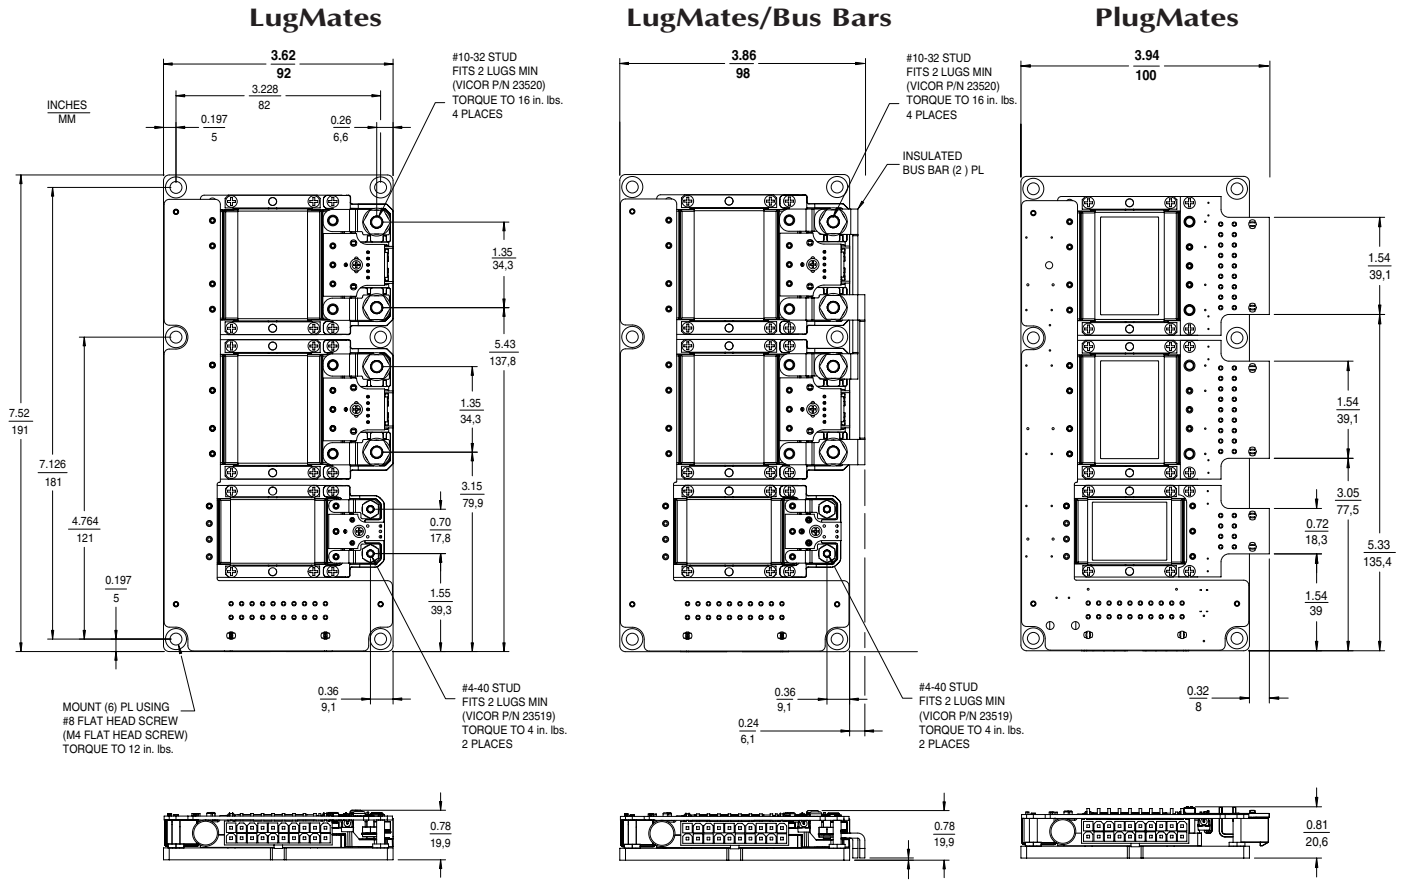 LugMates
LugMates/Bus Bars
PlugMates
3.62
92
3.228
82
0.197
5
0.26
6,6
INCHES
MM
#10-32 STUD
FITS 2 LUGS MIN
(VICOR P/N 23520)
TORQUE TO 16 in. lbs.
4 PLACES
1.35
34,3
5.43
137,8
1.35
34,3
3.15
79,9
0.70
17,8
1.55
39,3
7.52
191
7.126
181
4.764
121
0.197
5
0.36
9,1
MOUNT (6) PL USING
#8 FLAT HEAD SCREW
(M4 FLAT HEAD SCREW)
TORQUE TO 12 in. lbs.
#4-40 STUD
FITS 2 LUGS MIN
(VICOR P/N 23519)
TORQUE TO 4 in. lbs.
2 PLACES
0.78
19,9
3.86
98
#10-32 STUD
FITS 2 LUGS MIN
(VICOR P/N 23520)
TORQUE TO 16 in. lbs.
4 PLACES
INSULATED
BUS BAR (2 ) PL
0.36
9,1
0.24
6,1
#4-40 STUD
FITS 2 LUGS MIN
(VICOR P/N 23519)
TORQUE TO 4 in. lbs.
2 PLACES
0.78
19,9
3.94
100
1.54
39,1
1.54
39,1
3.05
77,5
0.72
18,3
5.33
135,4
1.54
39
0.32
8
0.81
20,6